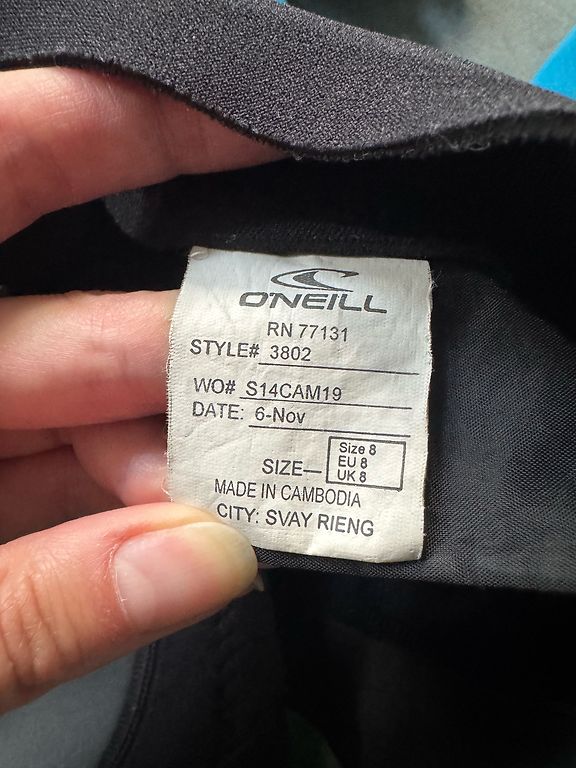 O'NEILL
RN 77131
STYLE# 3802
WO# S14CAM19
DATE: 6-Nov
SIZE— Size 8
EU 8
UK 8
MADE IN CAMBODIA
CITY: SVAY RIENG